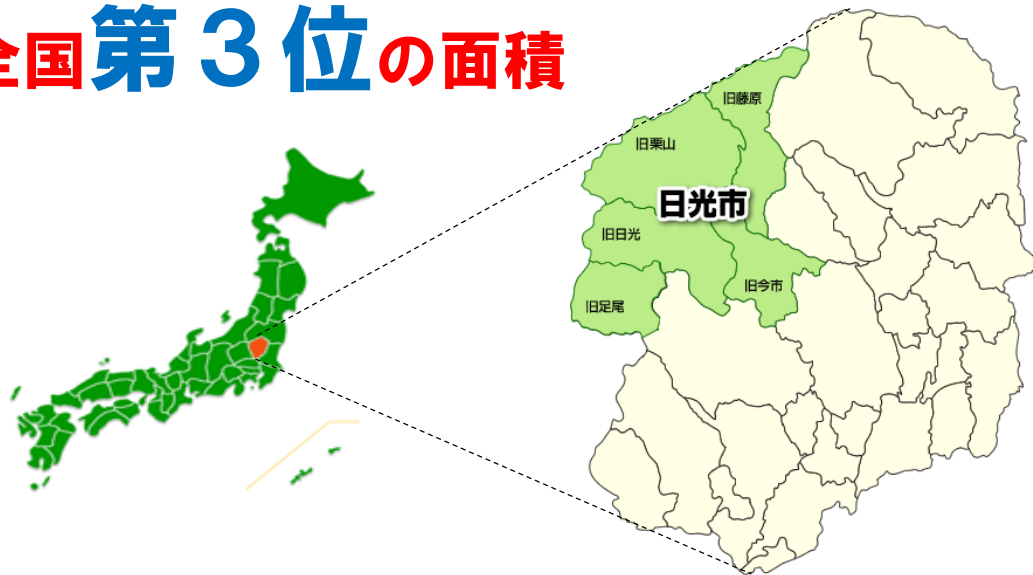 全国第３位の面積
旧藤原
旧栗山
日光市
旧日光
旧今市
旧足尾